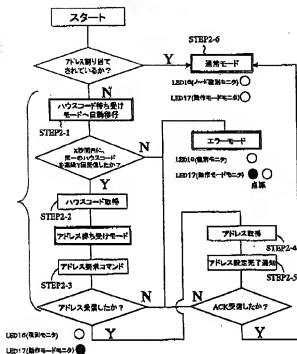 スタート
アドレス割り当て
されているか？
Y
N
STEP2-6
通常モード
LED16(ノード種別モニタ)
LED17(動作モードモニタ)
ハウスコード待ち受け
モードへ自動移行
STEP2-1
X秒間内に、
同一のハウスコード
を連続Y回受信したか？
N
Y
エラーモード
LED16(種別モニタ)
LED17(動作モードモニタ)
点滅
STEP2-2
ハウスコード取得
アドレス待ち受けモード
アドレス要求コマンド
STEP2-3
アドレス受信したか？
N
Y
アドレス取得
STEP2-4
アドレス設定完了通知
STEP2-5
N
ACK受信したか？
Y
LED16(種別モニタ)
LED17(動作モードモニタ)